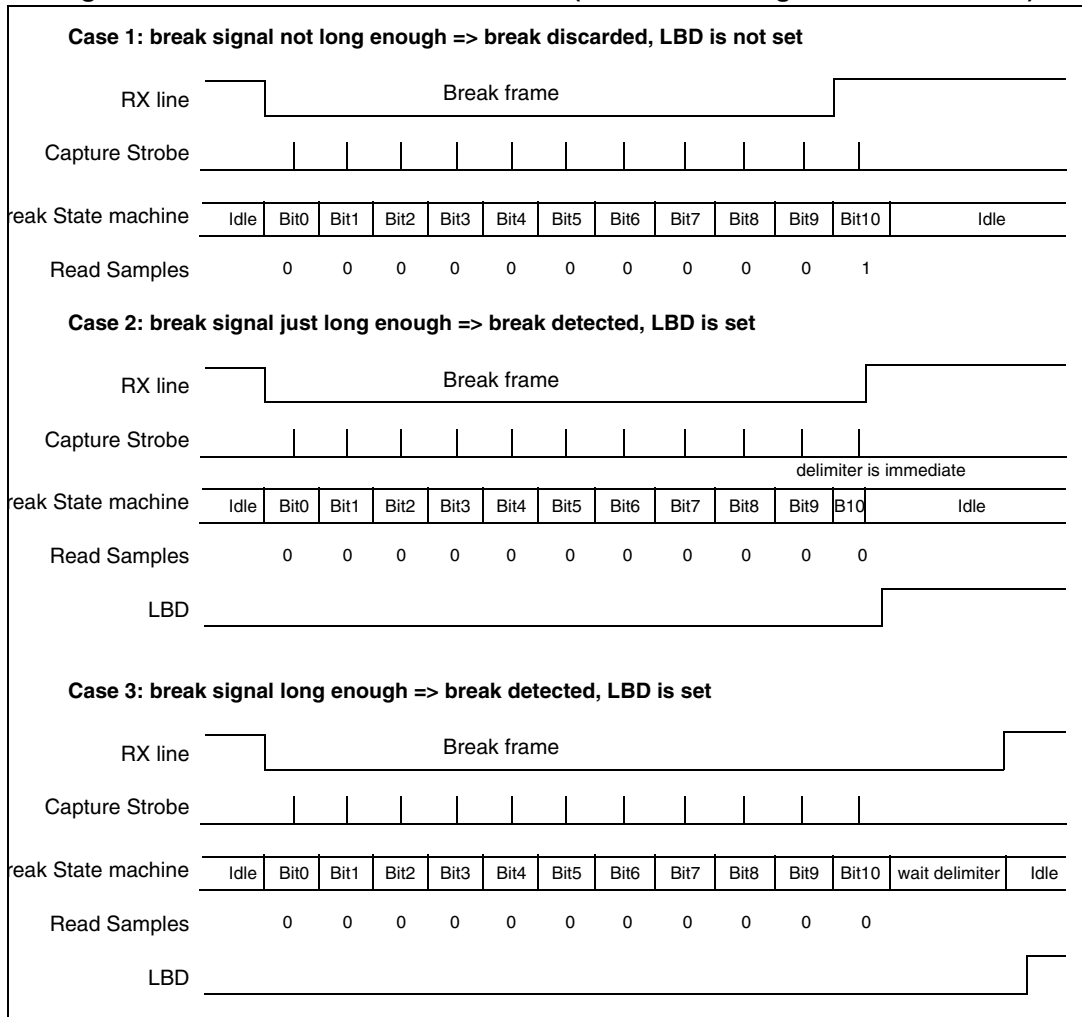 Case 1: break signal not long enough => break discarded, LBD is not set
RX line Break frame
Capture Strobe
reak State machine Idle Bit0 Bit1 Bit2 Bit3 Bit4 Bit5 Bit6 Bit7 Bit8 Bit9 Bit10 Idle
Read Samples 0 0 0 0 0 0 0 0 0 0 1
Case 2: break signal just long enough => break detected, LBD is set
RX line Break frame
Capture Strobe
delimiter is immediate
reak State machine Idle Bit0 Bit1 Bit2 Bit3 Bit4 Bit5 Bit6 Bit7 Bit8 Bit9 B10 Idle
Read Samples 0 0 0 0 0 0 0 0 0 0 0
LBD
Case 3: break signal long enough => break detected, LBD is set
RX line Break frame
Capture Strobe
reak State machine Idle Bit0 Bit1 Bit2 Bit3 Bit4 Bit5 Bit6 Bit7 Bit8 Bit9 Bit10 wait delimiter Idle
Read Samples 0 0 0 0 0 0 0 0 0 0 0
LBD